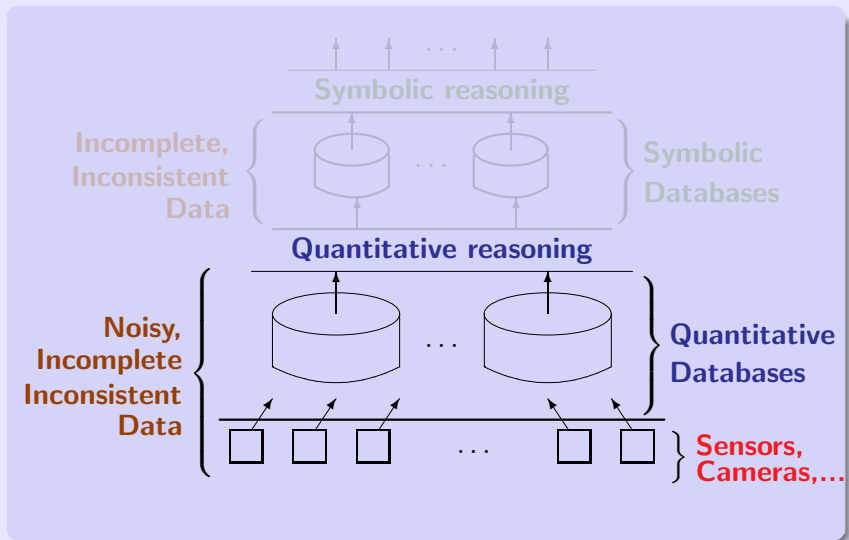 . . .
Symbolic reasoning
Incomplete,
Inconsistent
Data
. . .
Symbolic
Databases
Quantitative reasoning
Noisy,
Incomplete
Inconsistent
Data
. . .
Quantitative
Databases
. . .
Sensors,
Cameras,...